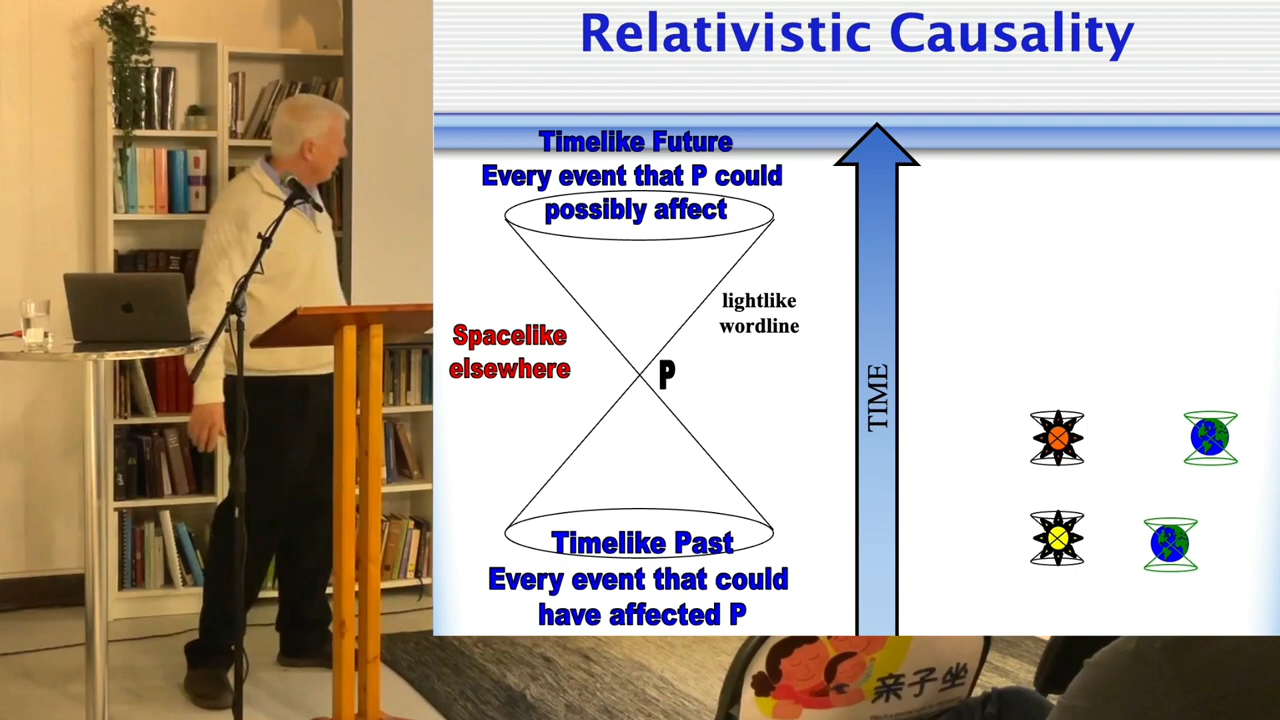 Relativistic Causality
Timelike Future
Every event that P could
possibly affect
lightlike
wordline
Spacelike
elsewhere
P
TIME
Timelike Past
Every event that could
have affected P
亲子坐